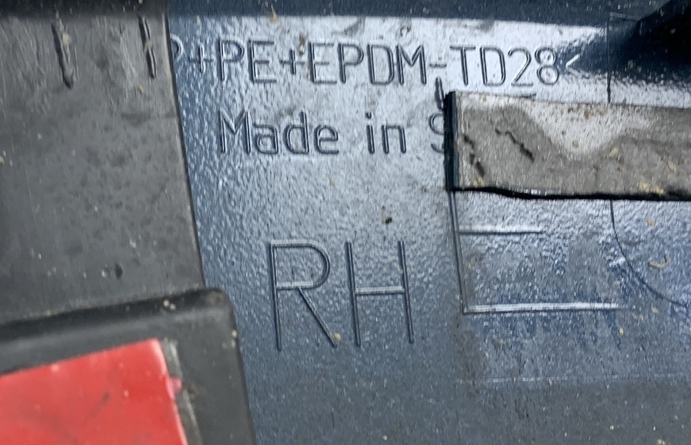 P+PE+EPDM-TD28<
Made in S
RH